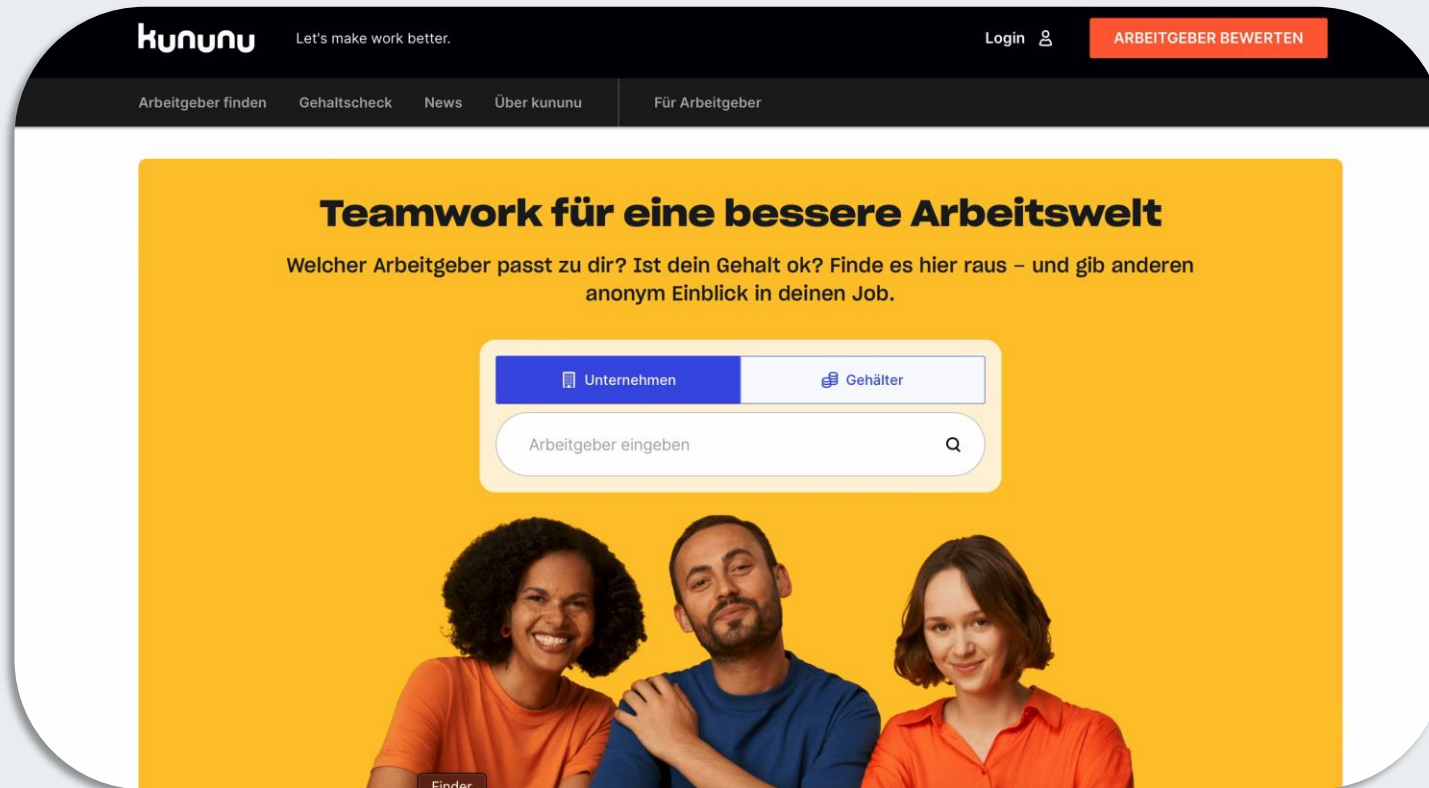 kununu
Let's make work better.
Login
ARBEITGEBER BEWERTEN
Arbeitgeber finden
Gehaltscheck
News
Über kununu
Für Arbeitgeber
Teamwork für eine bessere Arbeitswelt
Welcher Arbeitgeber passt zu dir? Ist dein Gehalt ok? Finde es hier raus – und gib anderen
anonym Einblick in deinen Job.
Unternehmen
Gehälter
Arbeitgeber eingeben
Finder